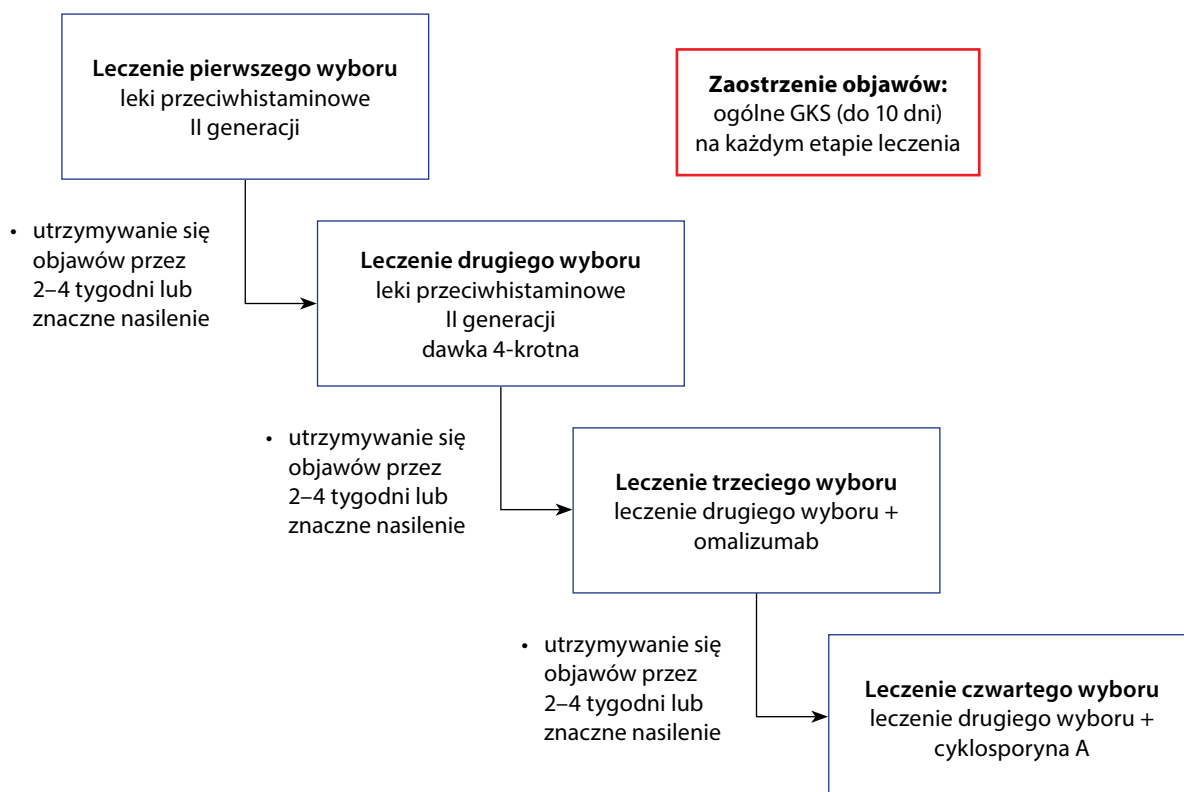 Leczenie pierwszego wyboru
leki przeciwhistaminowe
II generacji
Zaostrzenie objawów:
ogólne GKS (do 10 dni)
na każdym etapie leczenia
• utrzymywanie się
objawów przez
2–4 tygodni lub
znaczne nasilenie
Leczenie drugiego wyboru
leki przeciwhistaminowe
II generacji
dawka 4-krotna
• utrzymywanie się
objawów przez
2–4 tygodni lub
znaczne nasilenie
Leczenie trzeciego wyboru
leczenie drugiego wyboru +
omalizumab
• utrzymywanie się
objawów przez
2–4 tygodni lub
znaczne nasilenie
Leczenie czwartego wyboru
leczenie drugiego wyboru +
cyklosporyna A